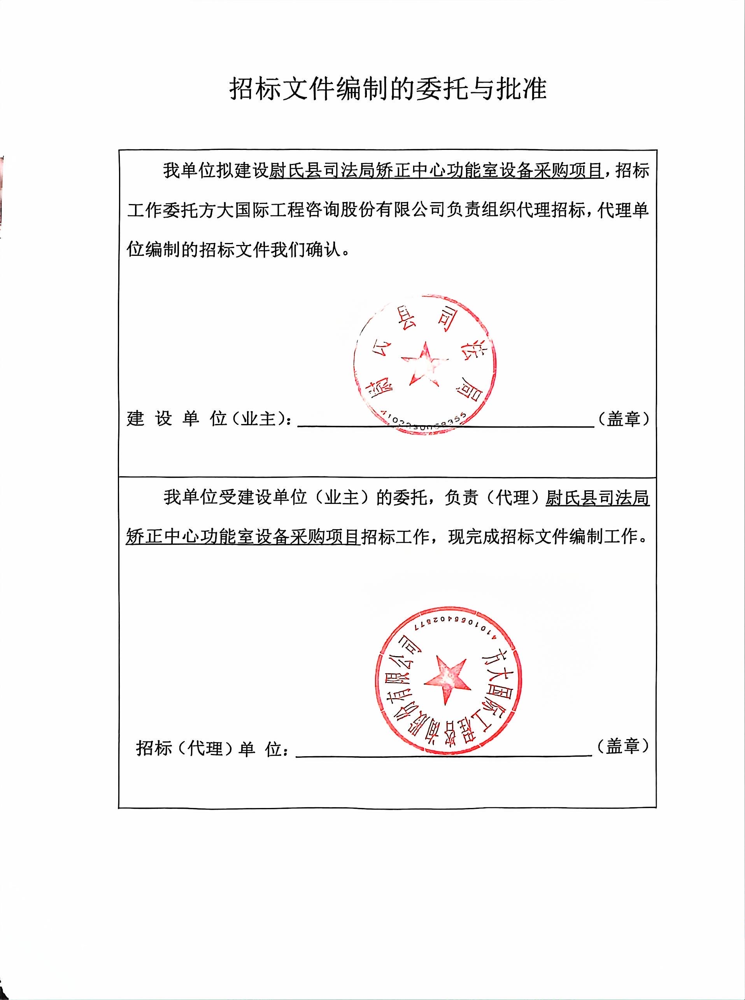 招标文件编制的委托与批准
我单位拟建设尉氏县司法局矫正中心功能室设备采购项目，招标
工作委托方大国际工程咨询股份有限公司负责组织代理招标，代理单
位编制的招标文件我们确认。
尉氏县司法局
建 设 单 位（业主）：（盖章）
我单位受建设单位（业主）的委托，负责（代理）尉氏县司法局
矫正中心功能室设备采购项目招标工作，现完成招标文件编制工作。
方大国际工程咨询股份有限公司
招标（代理）单 位：（盖章）